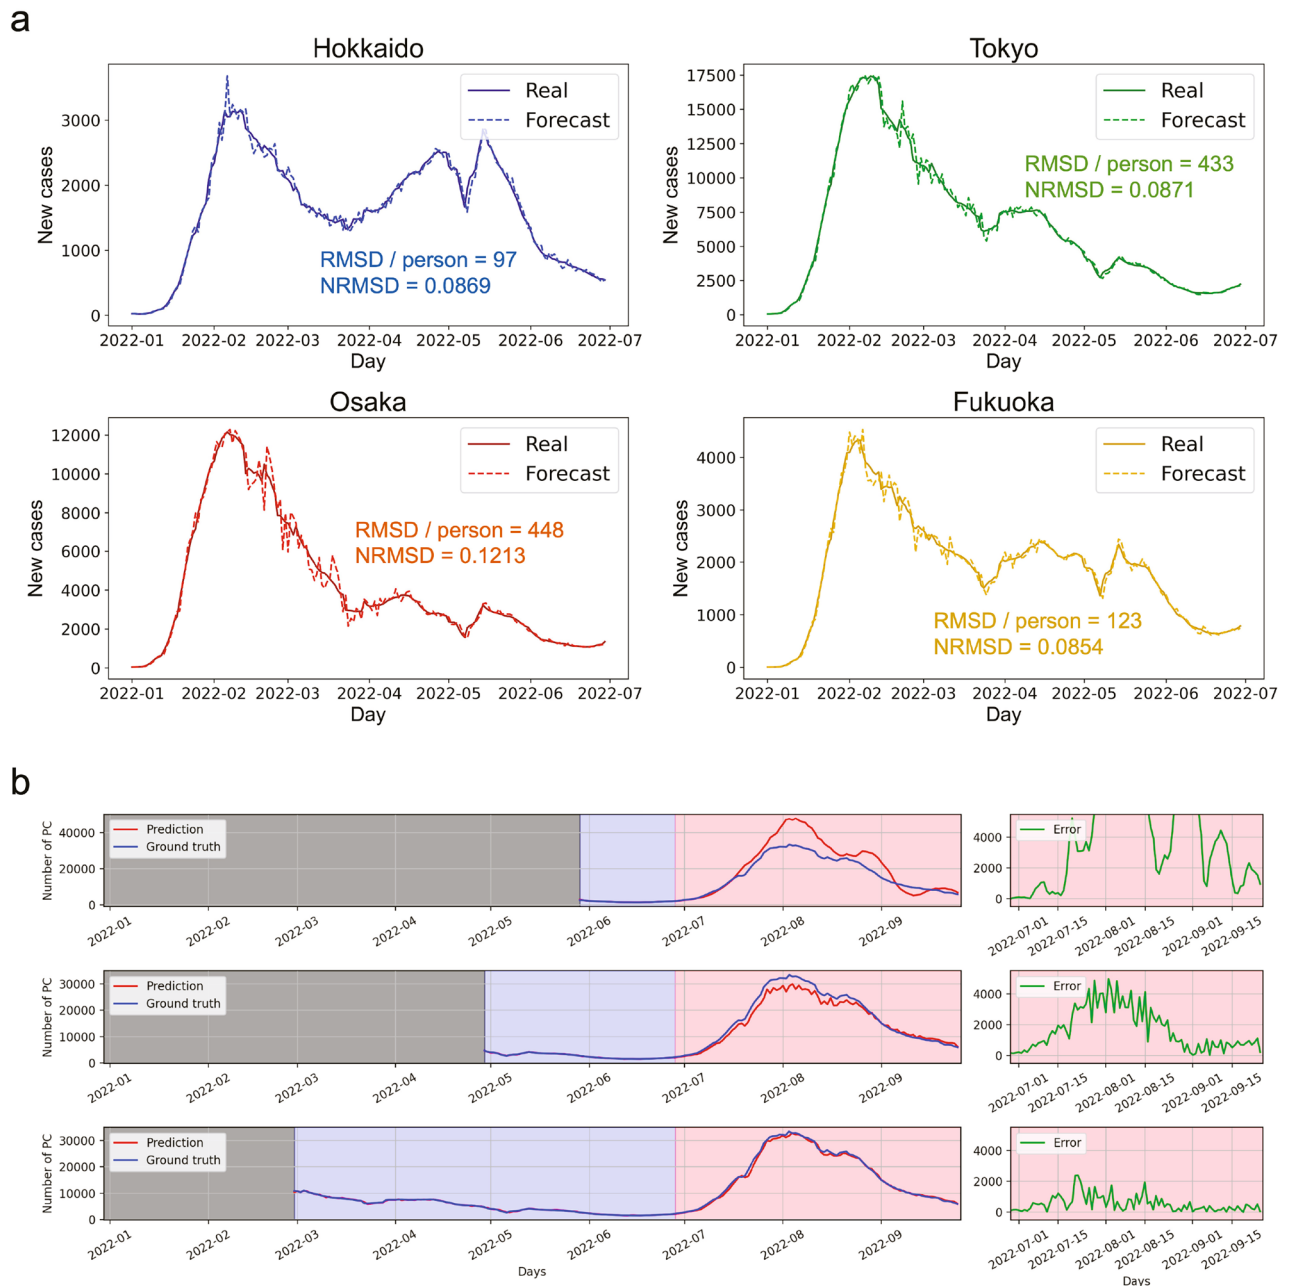 a
Hokkaido
New cases
3000
2000
1000
0
Real
Forecast
RMSD / person = 97
NRMSD = 0.0869
2022-01 2022-02 2022-03 2022-04 2022-05 2022-06 2022-07
Day
Tokyo
New cases
17500
15000
12500
10000
7500
5000
2500
0
Real
Forecast
RMSD / person = 433
NRMSD = 0.0871
2022-01 2022-02 2022-03 2022-04 2022-05 2022-06 2022-07
Day
Osaka
New cases
12000
10000
8000
6000
4000
2000
0
Real
Forecast
RMSD / person = 448
NRMSD = 0.1213
2022-01 2022-02 2022-03 2022-04 2022-05 2022-06 2022-07
Day
Fukuoka
New cases
4000
3000
2000
1000
0
Real
Forecast
RMSD / person = 123
NRMSD = 0.0854
2022-01 2022-02 2022-03 2022-04 2022-05 2022-06 2022-07
Day
b
Number of PC
40000
20000
0
Prediction
Ground truth
2022-01 2022-02 2022-03 2022-04 2022-05 2022-06 2022-07 2022-08 2022-09
4000
2000
0
Error
2022-07-01 2022-07-15 2022-08-01 2022-08-15 2022-09-01 2022-09-15
Number of PC
30000
20000
10000
0
Prediction
Ground truth
2022-01 2022-02 2022-03 2022-04 2022-05 2022-06 2022-07 2022-08 2022-09
4000
2000
0
Error
2022-07-01 2022-07-15 2022-08-01 2022-08-15 2022-09-01 2022-09-15
Number of PC
30000
20000
10000
0
Prediction
Ground truth
2022-01 2022-02 2022-03 2022-04 2022-05 2022-06 2022-07 2022-08 2022-09
Days
4000
2000
0
Error
2022-07-01 2022-07-15 2022-08-01 2022-08-15 2022-09-01 2022-09-15
Days